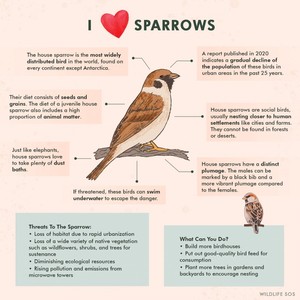 I SPARROWS
The house sparrow is the most widely
distributed bird in the world, found on
every continent except Antarctica.
A report published in 2020
indicates a gradual decline of
the population of these birds in
urban areas in the past 25 years.
Their diet consists of seeds and
grains. The diet of a juvenile house
sparrow also includes a high
proportion of animal matter.
House sparrows are social birds,
usually nesting closer to human
settlements like cities and farms.
They cannot be found in forests
or deserts.
Just like elephants,
house sparrows love
to take plenty of dust
baths.
House sparrows have a distinct
plumage. The males can be
marked by a black bib and a
more vibrant plumage compared
to the females.
If threatened, these birds can swim
underwater to escape the danger.
Threats To The Sparrow:
• Loss of habitat due to rapid urbanization
• Loss of a wide variety of native vegetation
such as wildflowers, shrubs, and trees for
sustenance
• Diminishing ecological resources
• Rising pollution and emissions from
microwave towers
What Can You Do?
• Build more birdhouses
• Put out good-quality bird feed for
consumption
• Plant more trees in gardens and
backyards to encourage nesting
WILDLIFE SOS